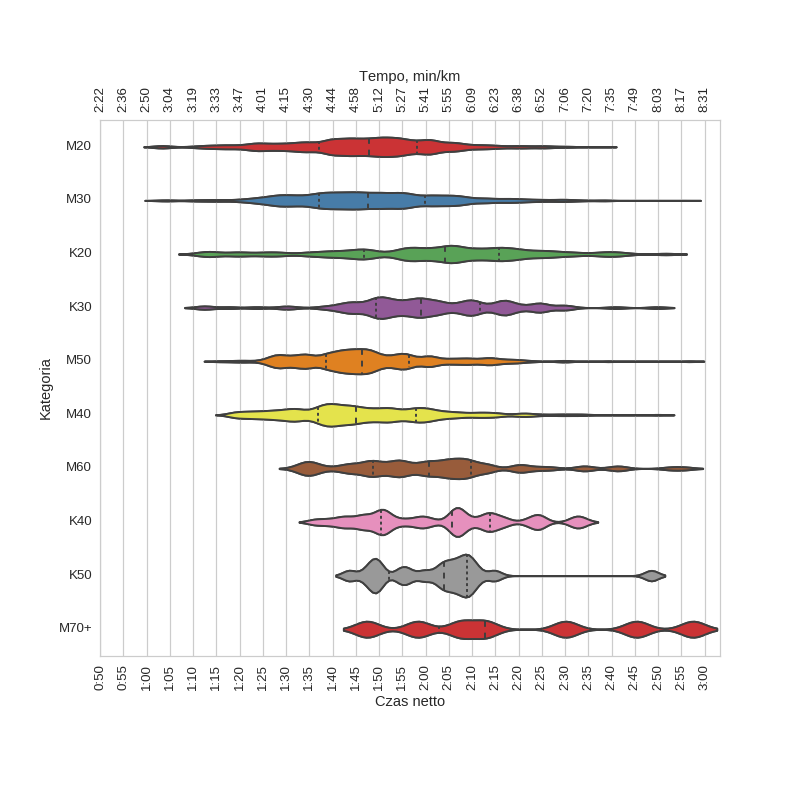 Tempo, min/km
2:22 2:36 2:50 3:04 3:19 3:33 3:47 4:01 4:15 4:30 4:44 4:58 5:12 5:27 5:41 5:55 6:09 6:23 6:38 6:52 7:06 7:20 7:35 7:49 8:03 8:17 8:31
Kategoria
M20
M30
K20
K30
M50
M40
M60
K40
K50
M70+
0:50 0:55 1:00 1:05 1:10 1:15 1:20 1:25 1:30 1:35 1:40 1:45 1:50 1:55 2:00 2:05 2:10 2:15 2:20 2:25 2:30 2:35 2:40 2:45 2:50 2:55 3:00
Czas netto